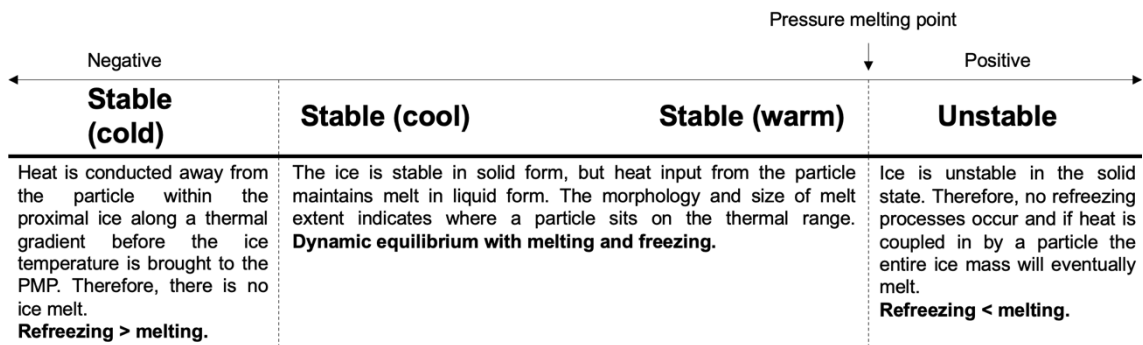 Pressure melting point
Negative
Positive
Stable
(cold)
Stable (cool)
Stable (warm)
Unstable
Heat is conducted away from
the particle within the
proximal ice along a thermal
gradient before the ice
temperature is brought to the
PMP. Therefore, there is no
ice melt.
Refreezing > melting.
The ice is stable in solid form, but heat input from the particle
maintains melt in liquid form. The morphology and size of melt
extent indicates where a particle sits on the thermal range.
Dynamic equilibrium with melting and freezing.
Ice is unstable in the solid
state. Therefore, no refreezing
processes occur and if heat is
coupled in by a particle the
entire ice mass will eventually
melt.
Refreezing < melting.